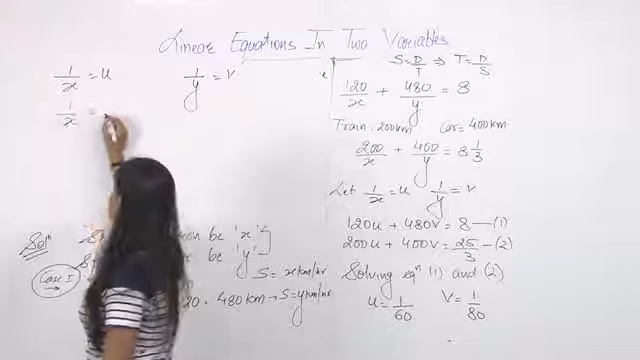 Linear Equations In Two Variables
1/x = u
1/y = v
1/x =
Soln
be 'x'
Case I
be 'y'
S = x km/hr
480 km → S = y km/hr
S = D/T ⇒ T = D/S
120/x + 480/y = 8
Train - 200km Car = 400km
200/x + 400/y = 8 1/3
Let 1/x = u 1/y = v
120u + 480v = 8 — (1)
200u + 400v = 25/3 — (2)
Solving eqn (1) and (2)
u = 1/60 v = 1/80